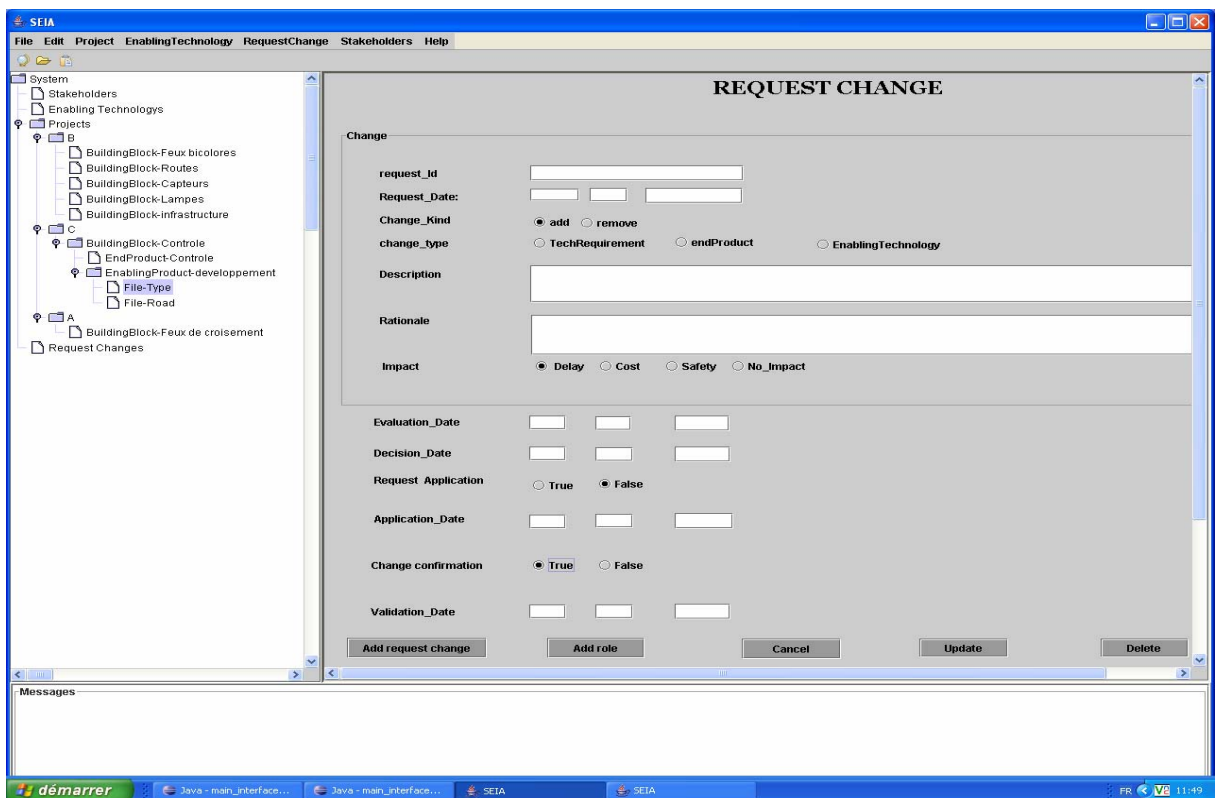 SEIA
File Edit Project EnablingTechnology RequestChange Stakeholders Help
System
Stakeholders
Enabling Technologys
Projects
B
BuildingBlock-Feux bicolores
BuildingBlock-Routes
BuildingBlock-Capteurs
BuildingBlock-Lampes
BuildingBlock-infrastructure
C
BuildingBlock-Controle
EndProduct-Controle
EnablingProduct-developpement
File-Type
File-Road
A
BuildingBlock-Feux de croisement
Request Changes
REQUEST CHANGE
Change
request_Id
Request_Date:
Change_Kind add remove
change_type TechRequirement endProduct EnablingTechnology
Description
Rationale
Impact Delay Cost Safety No_Impact
Evaluation_Date
Decision_Date
Request Application True False
Application_Date
Change confirmation True False
Validation_Date
Add request change Add role Cancel Update Delete
Messages
démarrer Java - main_interface... Java - main_interface... SEIA SEIA FR 11:49